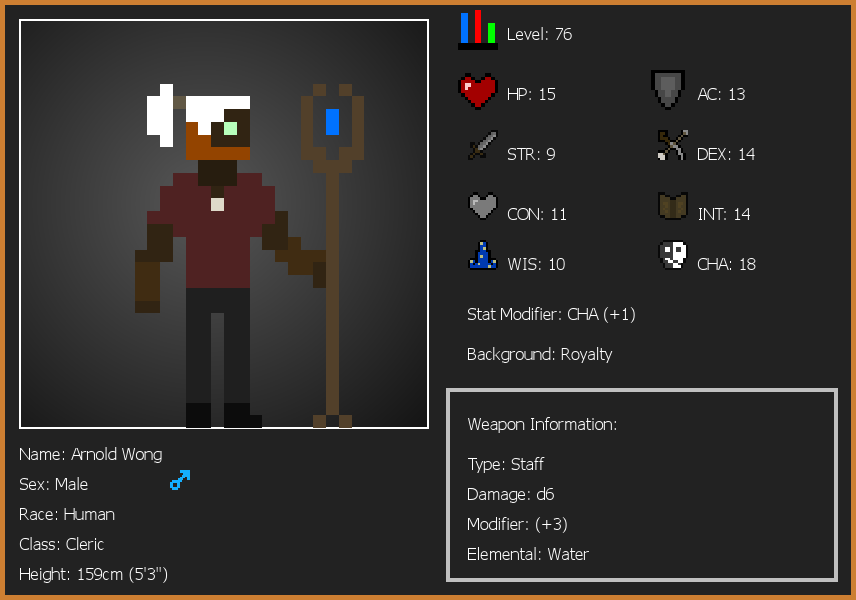 Level: 76
HP: 15
AC: 13
STR: 9
DEX: 14
CON: 11
INT: 14
WIS: 10
CHA: 18
Stat Modifier: CHA (+1)
Background: Royalty
Weapon Information:
Type: Staff
Damage: d6
Modifier: (+3)
Elemental: Water
Name: Arnold Wong
Sex: Male
Race: Human
Class: Cleric
Height: 159cm (5'3")